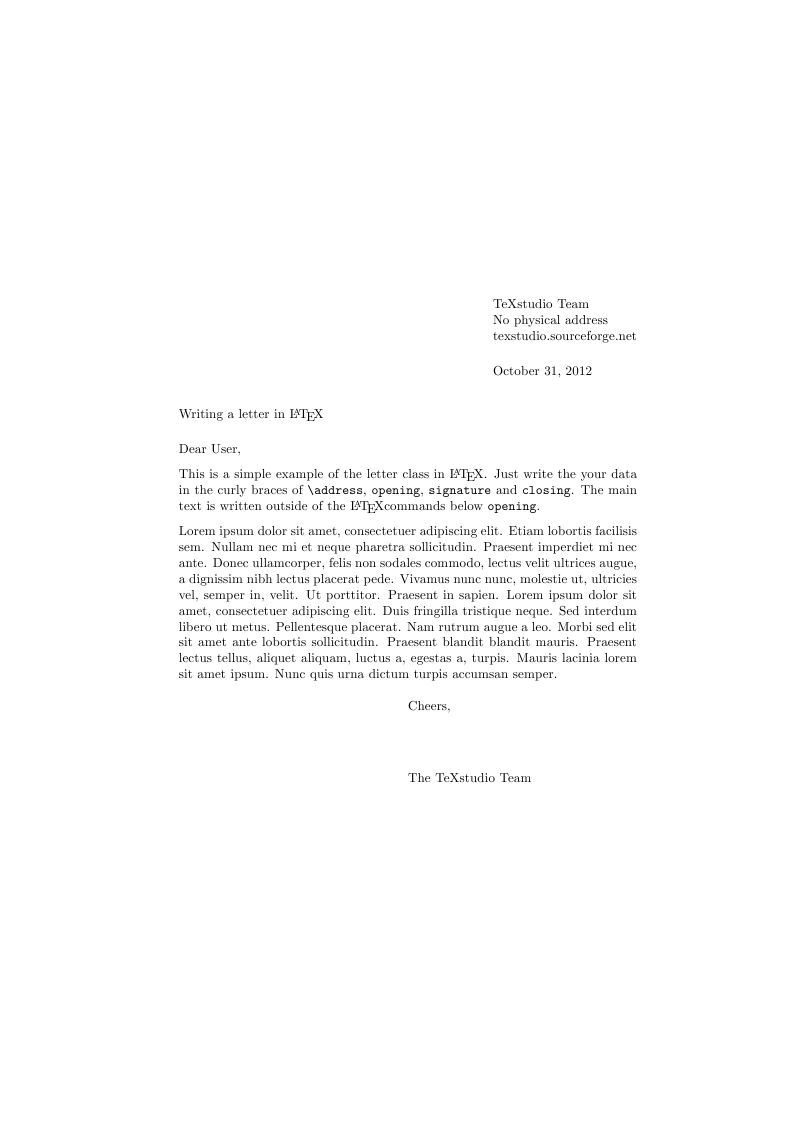 TeXstudio Team
No physical address
texstudio.sourceforge.net
October 31, 2012
Writing a letter in LATEX
Dear User,
This is a simple example of the letter class in LATEX. Just write the your data
in the curly braces of \address, opening, signature and closing. The main
text is written outside of the LATEXcommands below opening.
Lorem ipsum dolor sit amet, consectetuer adipiscing elit. Etiam lobortis facilisis
sem. Nullam nec mi et neque pharetra sollicitudin. Praesent imperdiet mi nec
ante. Donec ullamcorper, felis non sodales commodo, lectus velit ultrices augue,
a dignissim nibh lectus placerat pede. Vivamus nunc nunc, molestie ut, ultricies
vel, semper in, velit. Ut porttitor. Praesent in sapien. Lorem ipsum dolor sit
amet, consectetuer adipiscing elit. Duis fringilla tristique neque. Sed interdum
libero ut metus. Pellentesque placerat. Nam rutrum augue a leo. Morbi sed elit
sit amet ante lobortis sollicitudin. Praesent blandit blandit mauris. Praesent
lectus tellus, aliquet aliquam, luctus a, egestas a, turpis. Mauris lacinia lorem
sit amet ipsum. Nunc quis urna dictum turpis accumsan semper.
Cheers,
The TeXstudio Team